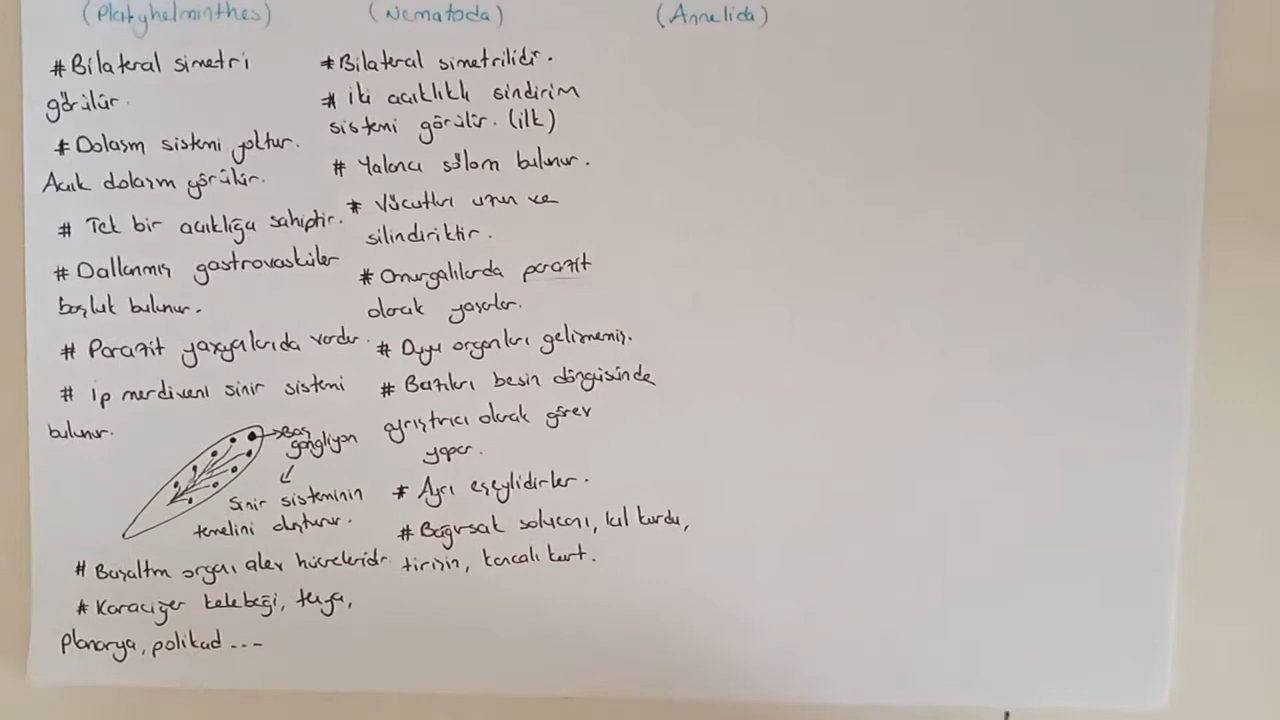 (Platyhelminthes)
(Nematoda)
(Annelida)
# Bilateral simetri
görülür.
# Dolaşım sistemi yoktur.
Açık dolaşım görülür.
# Tek bir açıklığa sahiptir.
# Dallanmış gastrovasküler
boşluk bulunur.
# Parazit yaşayanlarıda vardır.
# ip merdiveni sinir sistemi
bulunur.
Baş
gangliyon
Sinir sisteminin
temelini oluşturur.
# Boşaltım organı alev hücreleridir
# Karaciğer kelebeği, tenya,
planarya, polikad ---
# Bilateral simetrilidir.
# iki açıklıklı sindirim
sistemi görülür. (ilk)
# Yalancı sölom bulunur.
# Vücutları uzun ve
silindiriktir.
# Omurgalılarda parazit
olarak yaşarlar.
# Duyu organları gelişmemiş.
# Bazıları besin döngüsünde
ayrıştırıcı olarak görev
yapar.
# Ayrı eşeylidirler.
# Bağırsak solucanı, kıl kurdu,
tirişin, kancalı kurt.